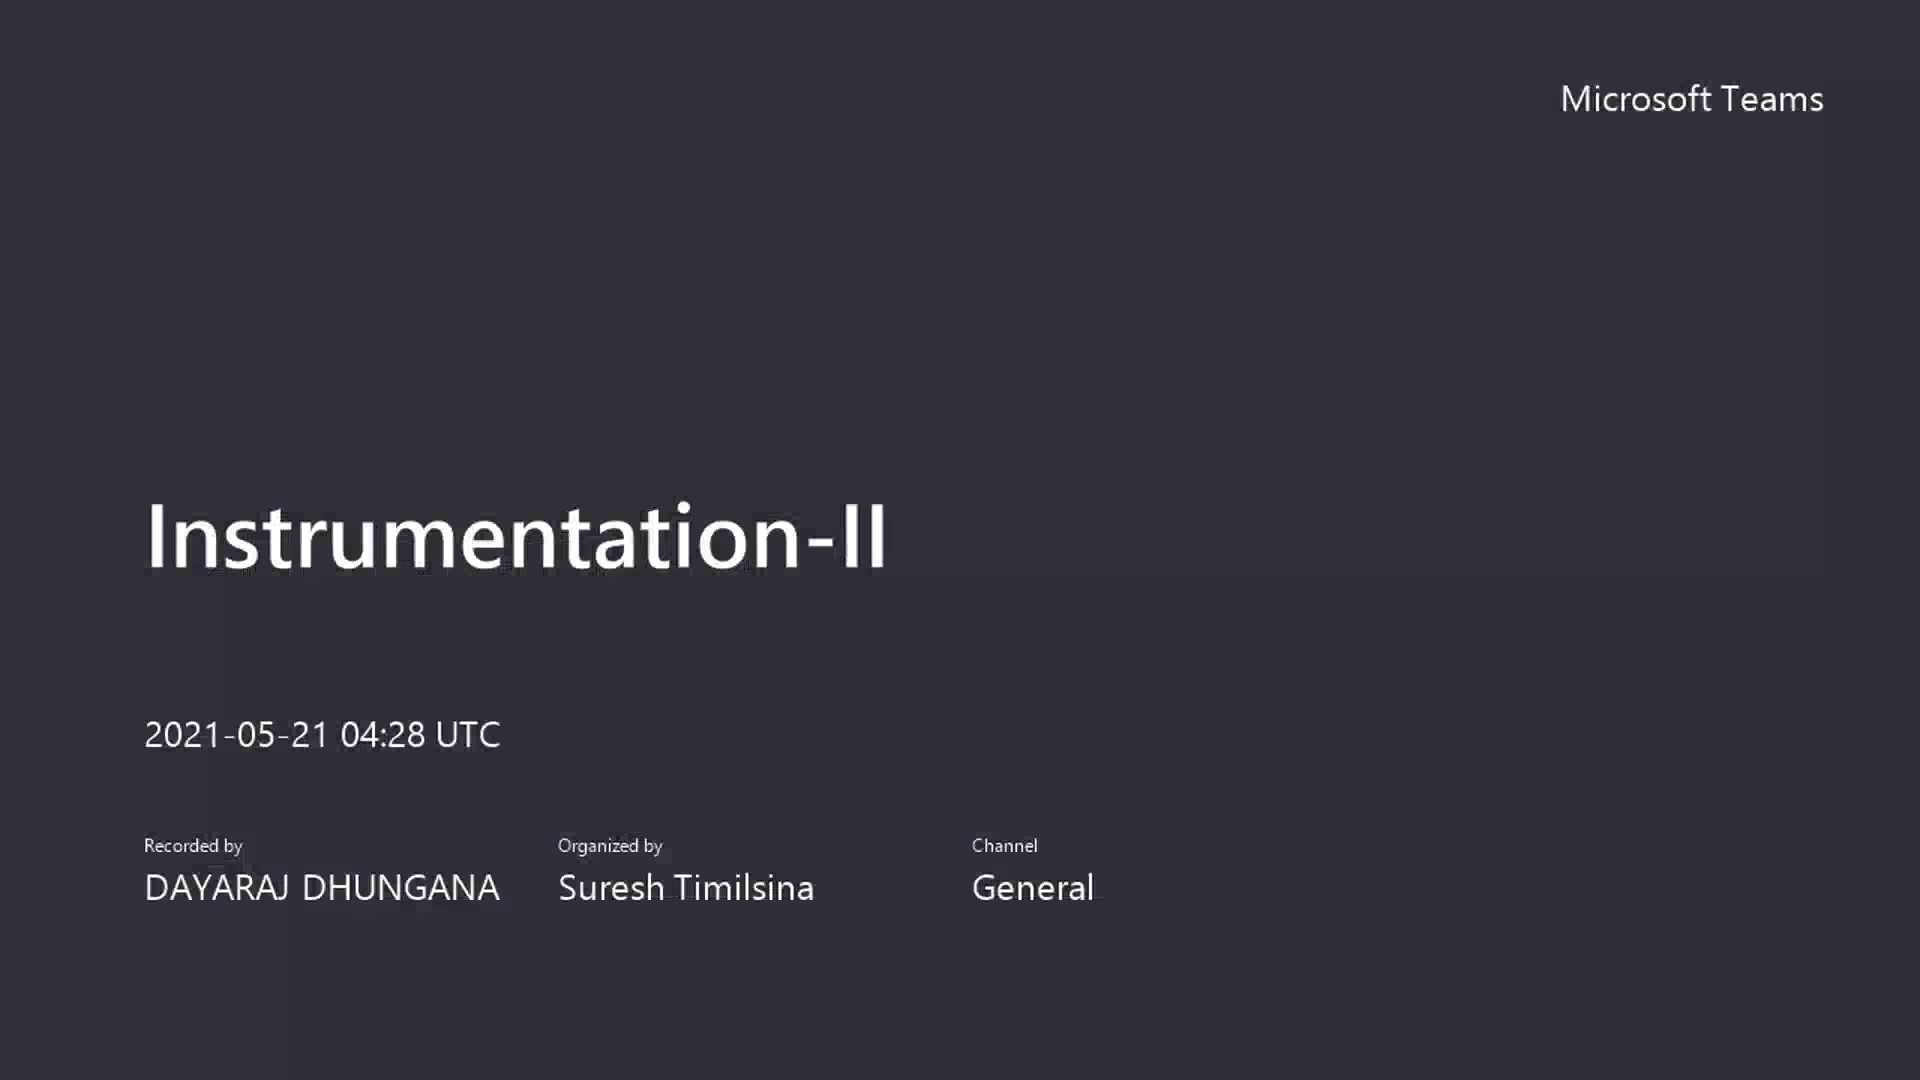 Microsoft Teams
Instrumentation-II
2021-05-21 04:28 UTC
Recorded by
DAYARAJ DHUNGANA
Organized by
Suresh Timilsina
Channel
General